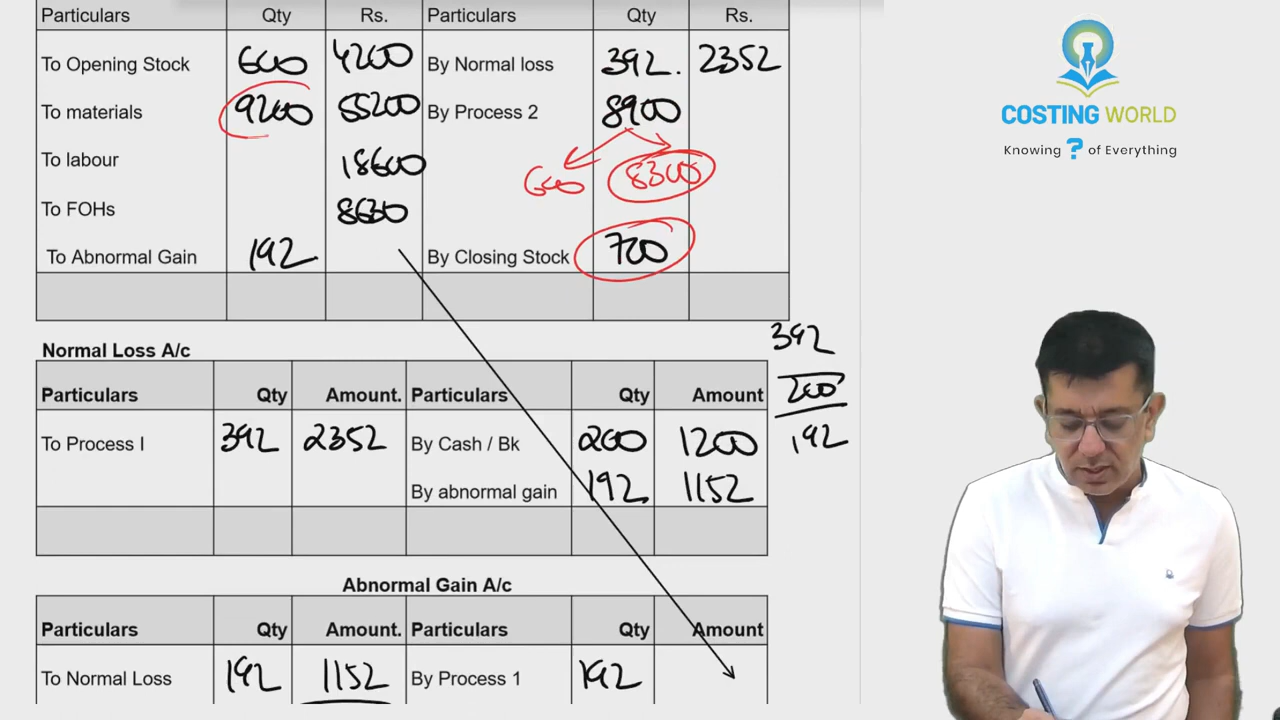 Particulars Qty Rs. Particulars Qty Rs.
To Opening Stock 600 4200 By Normal loss 392. 2352
To materials 9200 55200 By Process 2 8900
To labour 18600 600 8300
To FOHs 8630
To Abnormal Gain 192. By Closing Stock 700
COSTING WORLD
Knowing ? of Everything
392
200
192
Normal Loss A/c
Particulars Qty Amount. Particulars Qty Amount
To Process I 392 2352 By Cash / Bk 200 1200
By abnormal gain 192 1152
Abnormal Gain A/c
Particulars Qty Amount. Particulars Qty Amount
To Normal Loss 192 1152 By Process 1 192